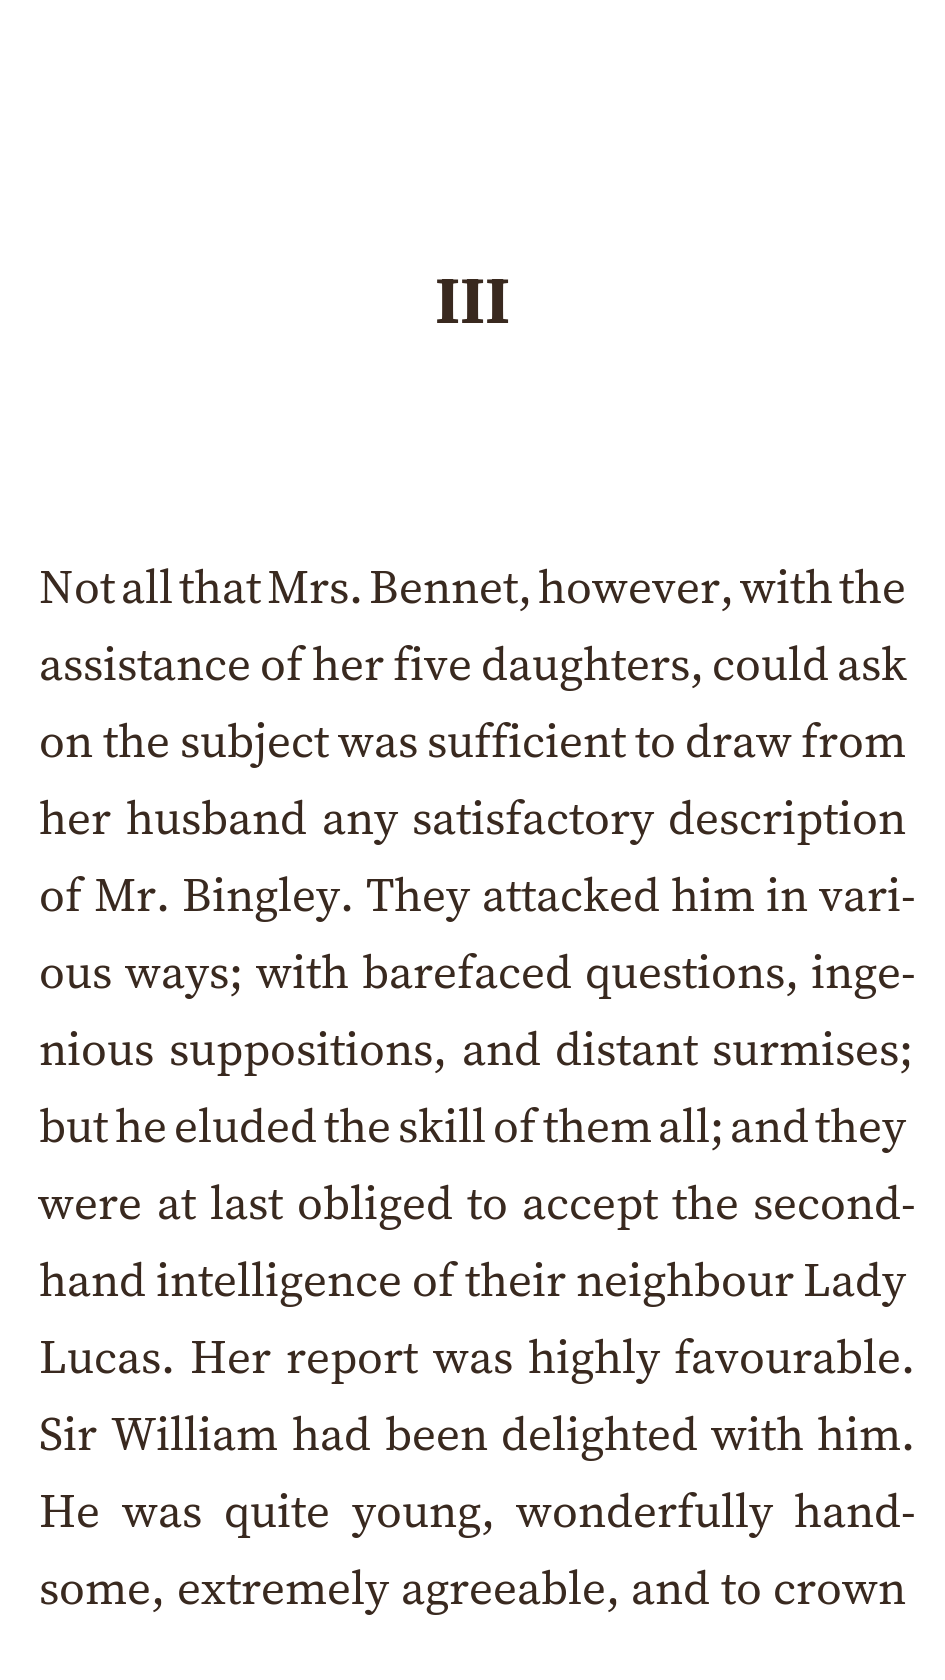 III
Not all that Mrs. Bennet, however, with the
assistance of her five daughters, could ask
on the subject was sufficient to draw from
her husband any satisfactory description
of Mr. Bingley. They attacked him in vari-
ous ways; with barefaced questions, inge-
nious suppositions, and distant surmises;
but he eluded the skill of them all; and they
were at last obliged to accept the second-
hand intelligence of their neighbour Lady
Lucas. Her report was highly favourable.
Sir William had been delighted with him.
He was quite young, wonderfully hand-
some, extremely agreeable, and to crown